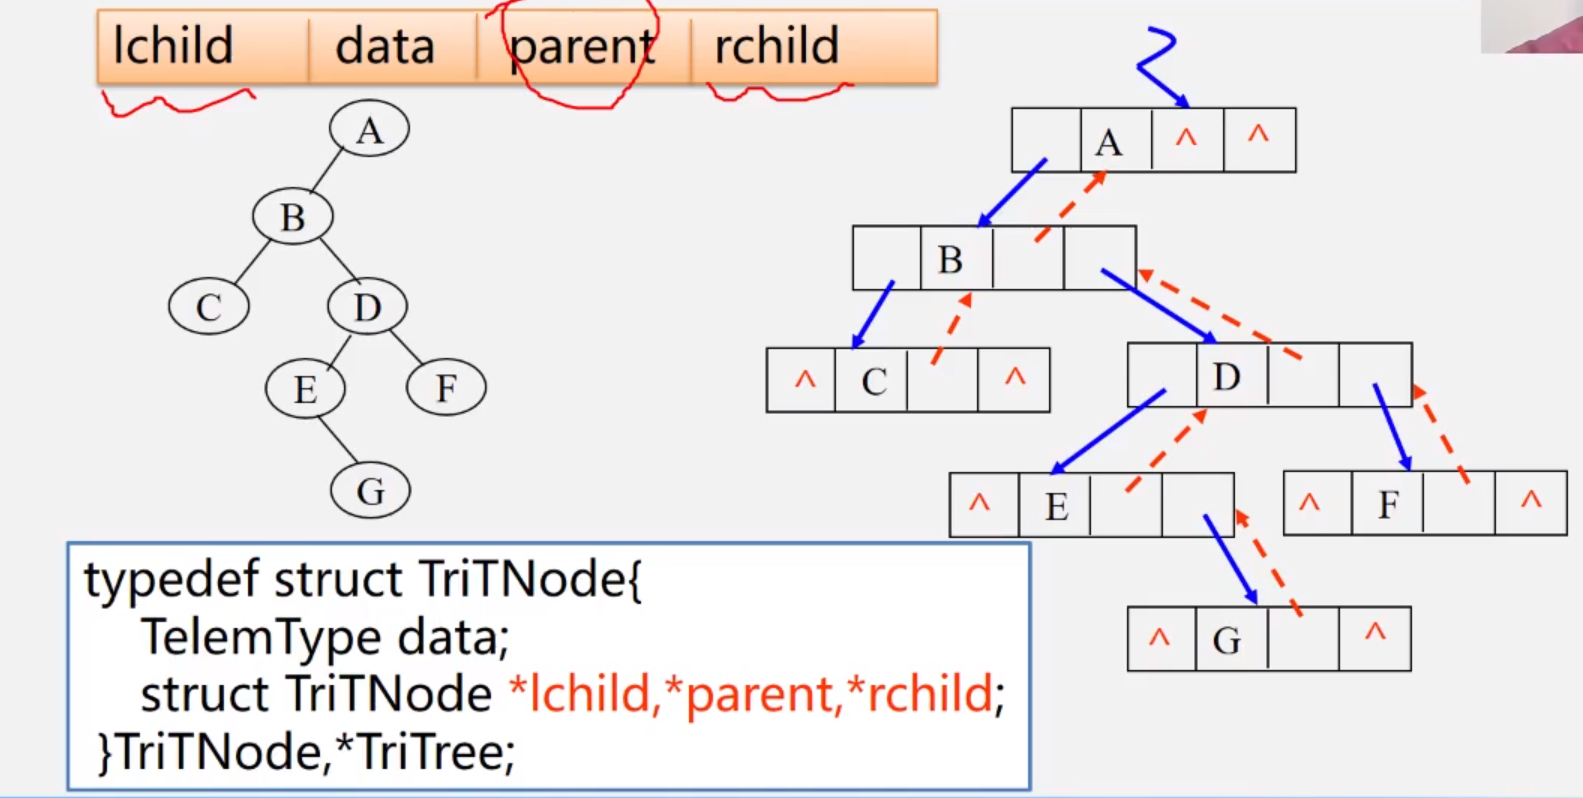 lchild data parent rchild
A
B
C D
E F
G
A ^ ^
B
^ C ^
D
^ E
^ F ^
^ G ^
typedef struct TriTNode{
TelemType data;
struct TriTNode *lchild,*parent,*rchild;
}TriTNode,*TriTree;